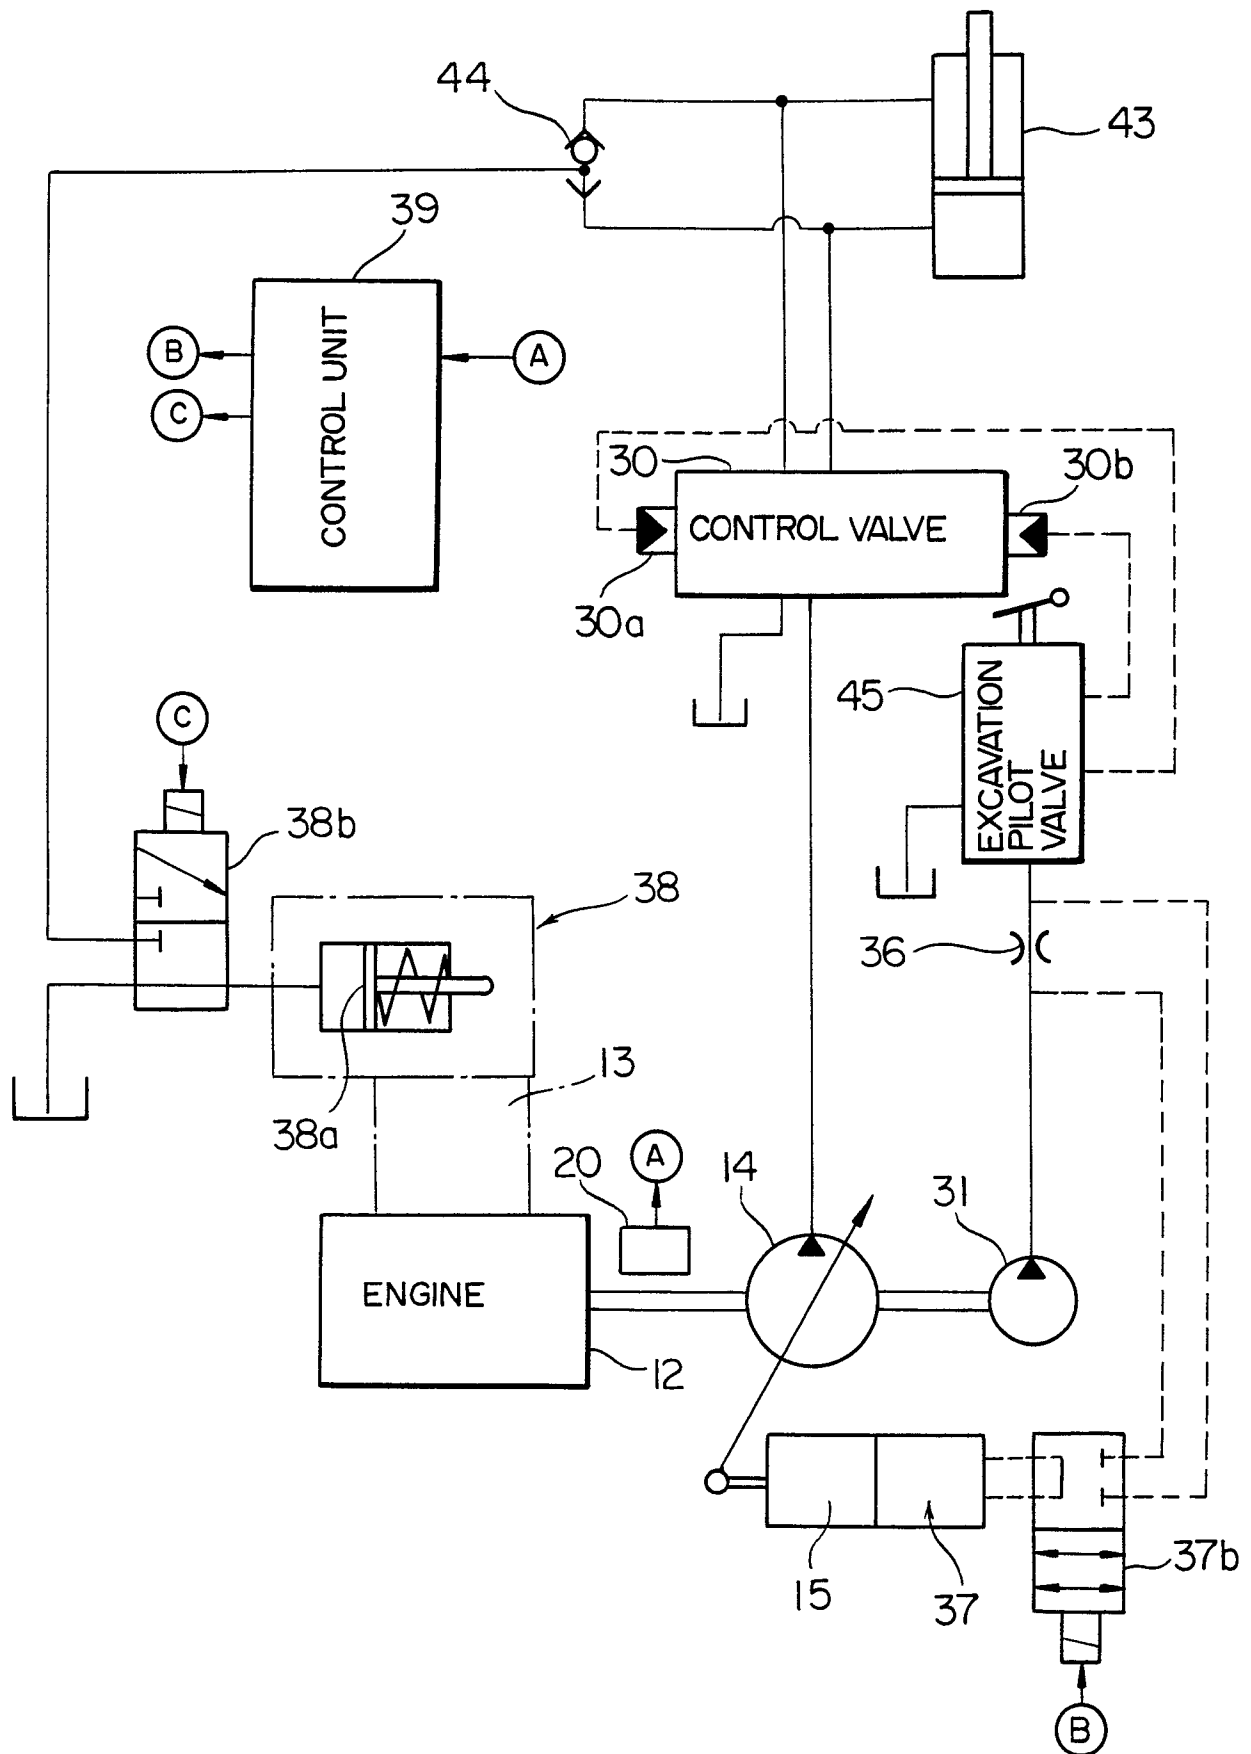 44
43
39
CONTROL UNIT
B
A
C
30
30b
CONTROL VALVE
30a
45
EXCAVATION
PILOT
VALVE
C
38b
38
36
13
38a
20
A
14
31
ENGINE
12
15
37
37b
B